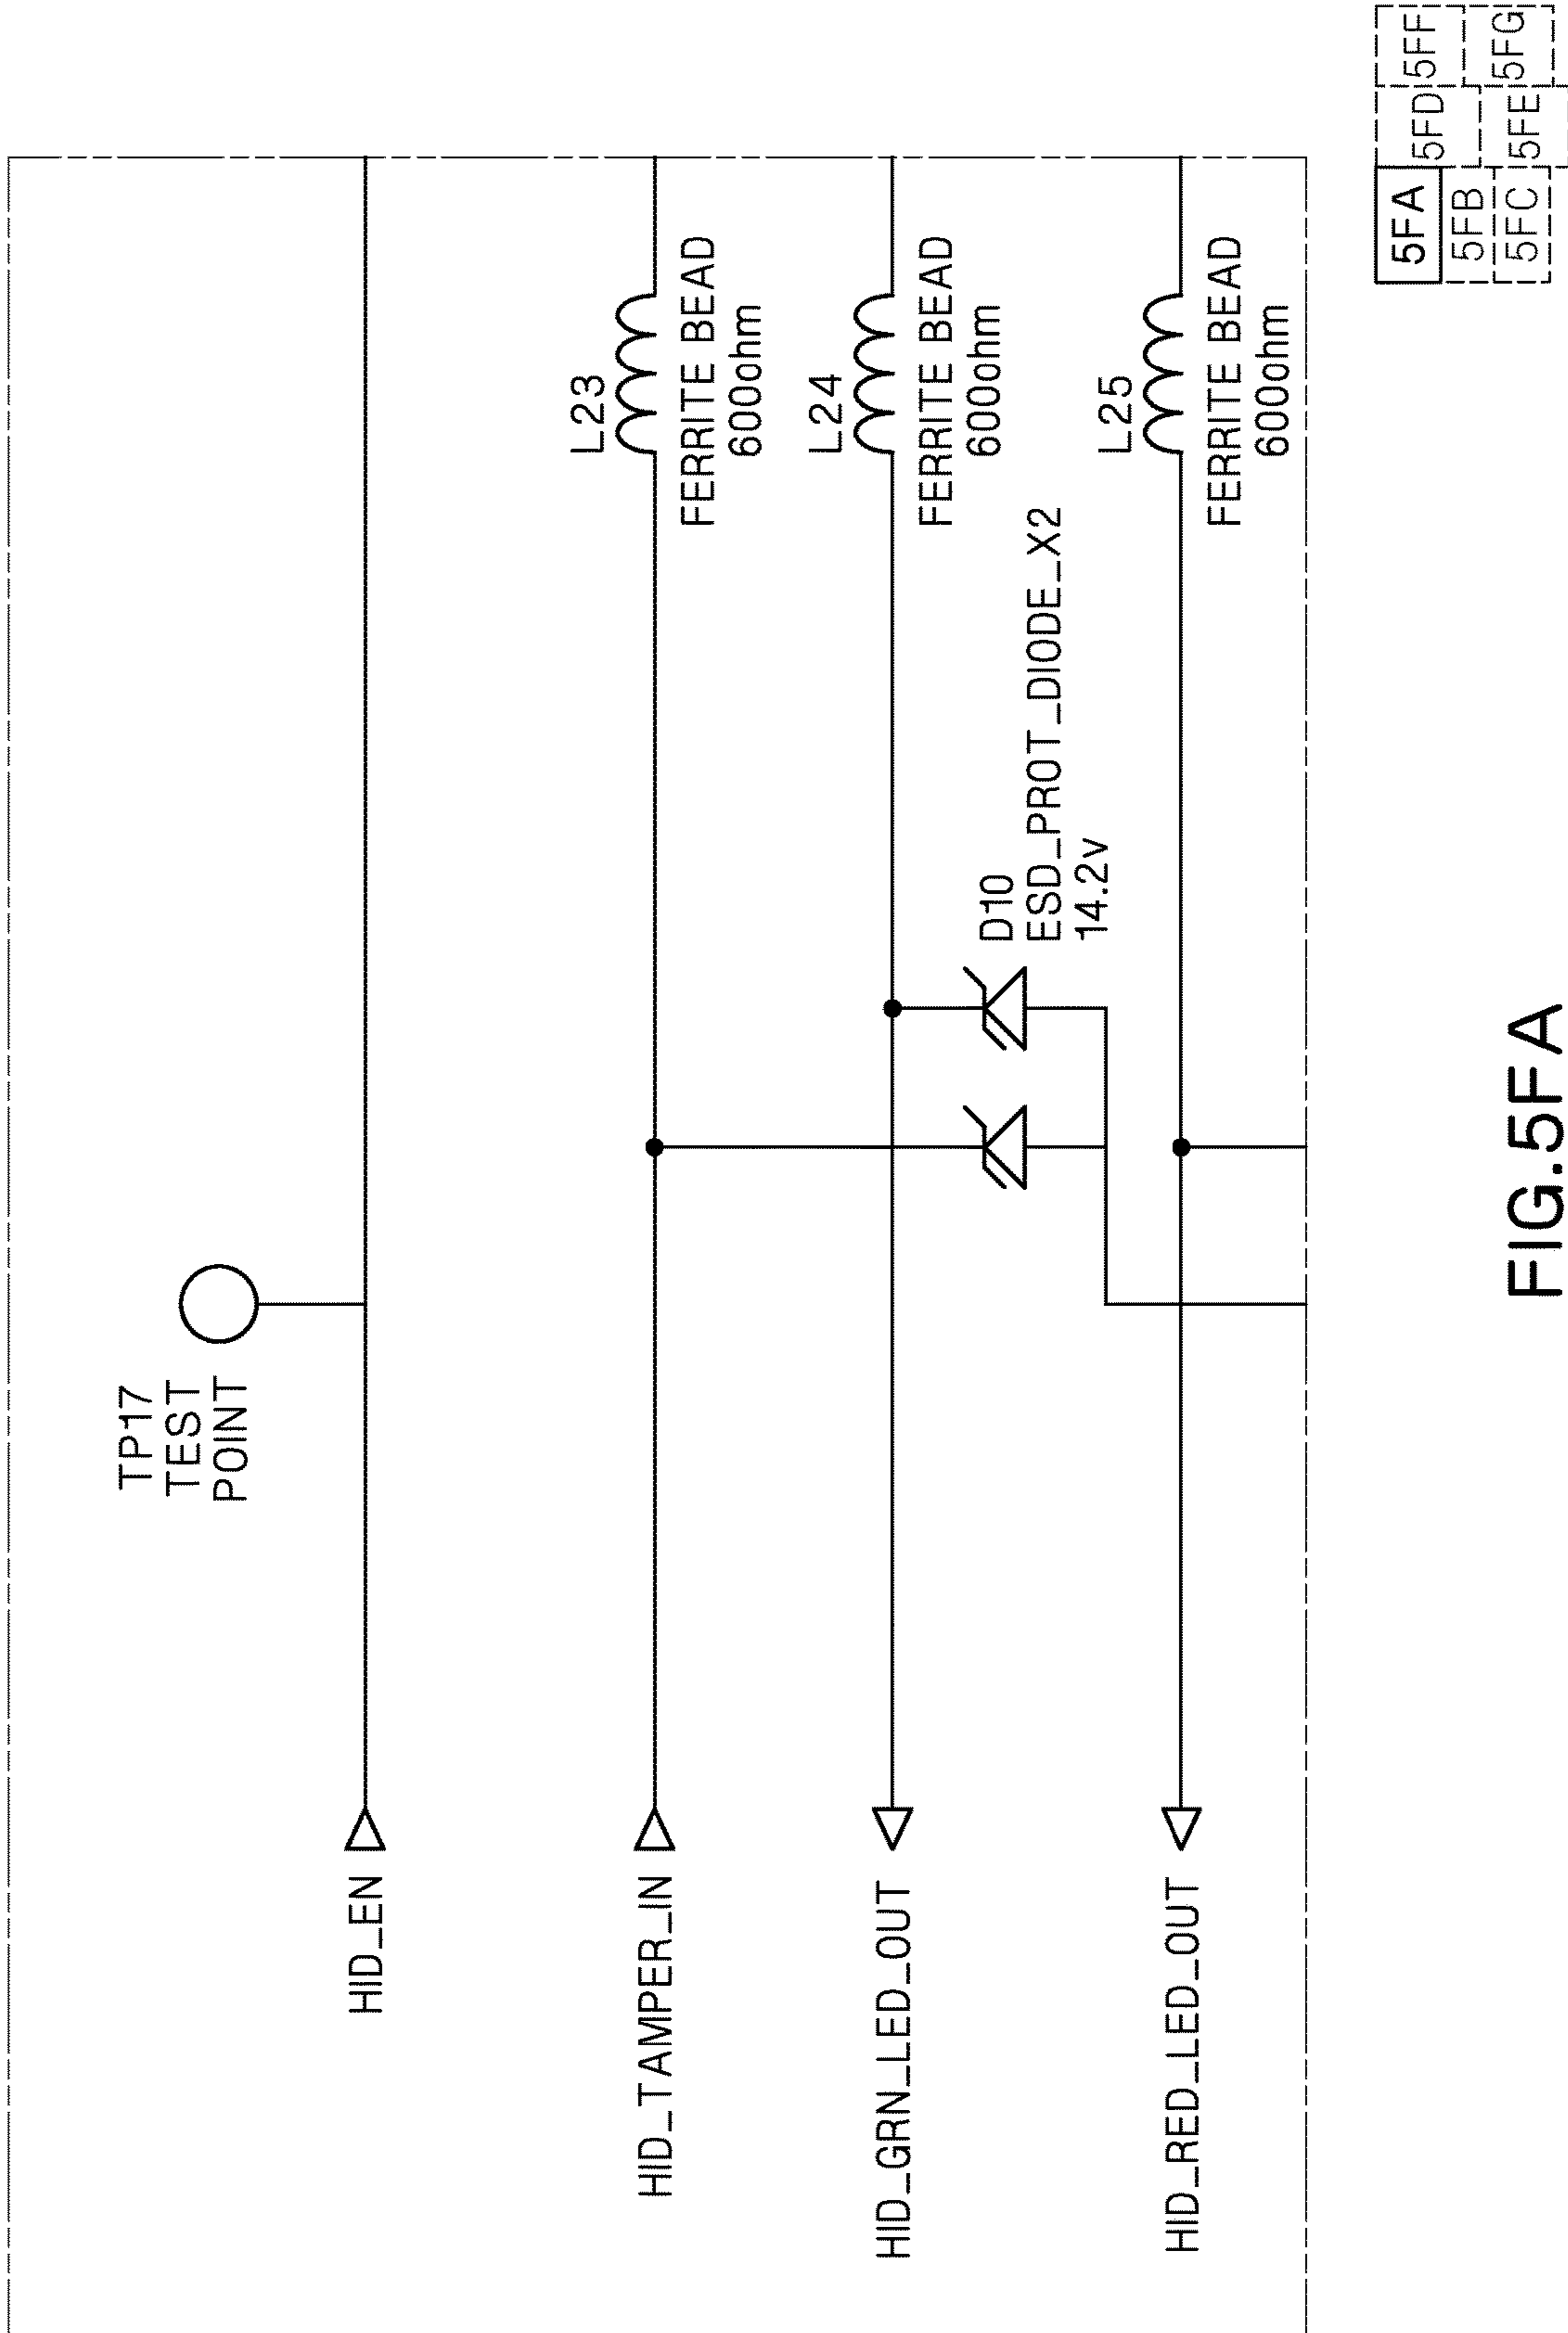 TP17
TEST
POINT
HID_EN
L23
FERRITE BEAD
600ohm
HID_TAMPER_IN
L24
FERRITE BEAD
600ohm
HID_GRN_LED_OUT
D10
ESD_PROT_DIODE_X2
14.2v
L25
FERRITE BEAD
600ohm
HID_RED_LED_OUT
5FA 5FD 5FF
5FB
5FC 5FE 5FG
FIG.5FA